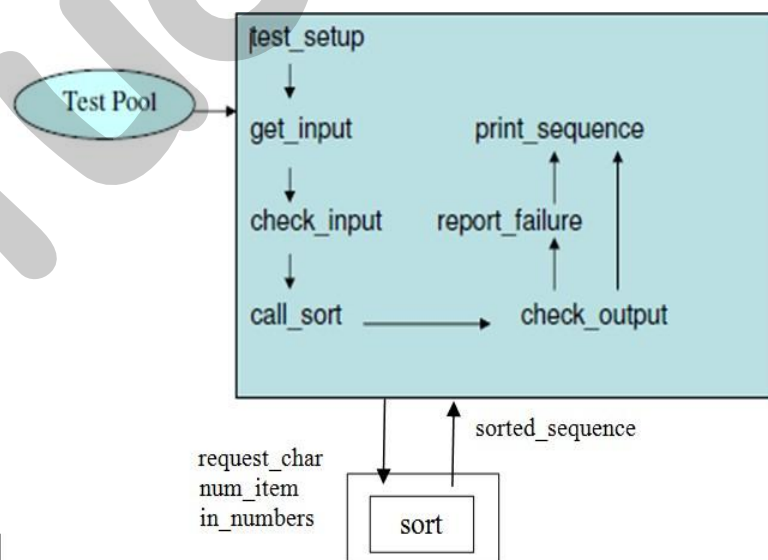 test_setup
Test Pool
get_input
print_sequence
check_input
report_failure
call_sort
check_output
sorted_sequence
request_char
num_item
in_numbers
sort